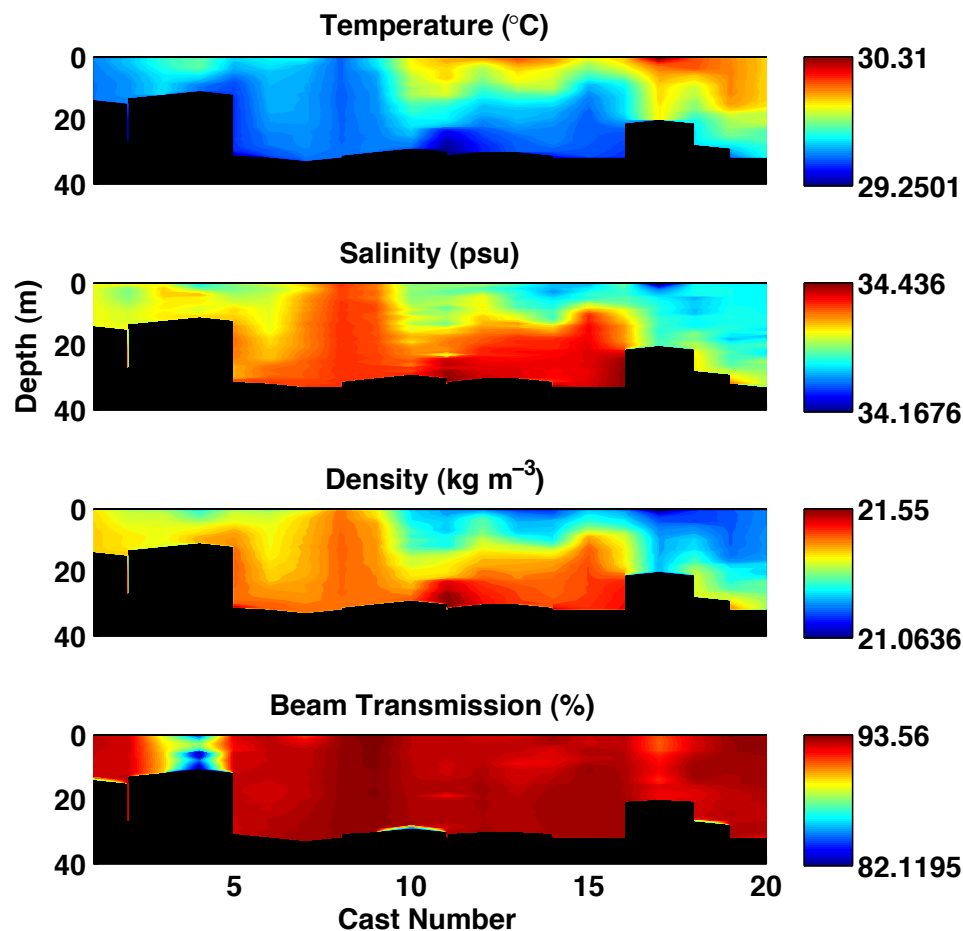 Temperature (°C)
0
20
40
30.31
29.2501
Salinity (psu)
0
20
40
34.436
34.1676
Depth (m)
Density (kg m⁻³)
0
20
40
21.55
21.0636
Beam Transmission (%)
0
20
40
93.56
82.1195
5 10 15 20
Cast Number